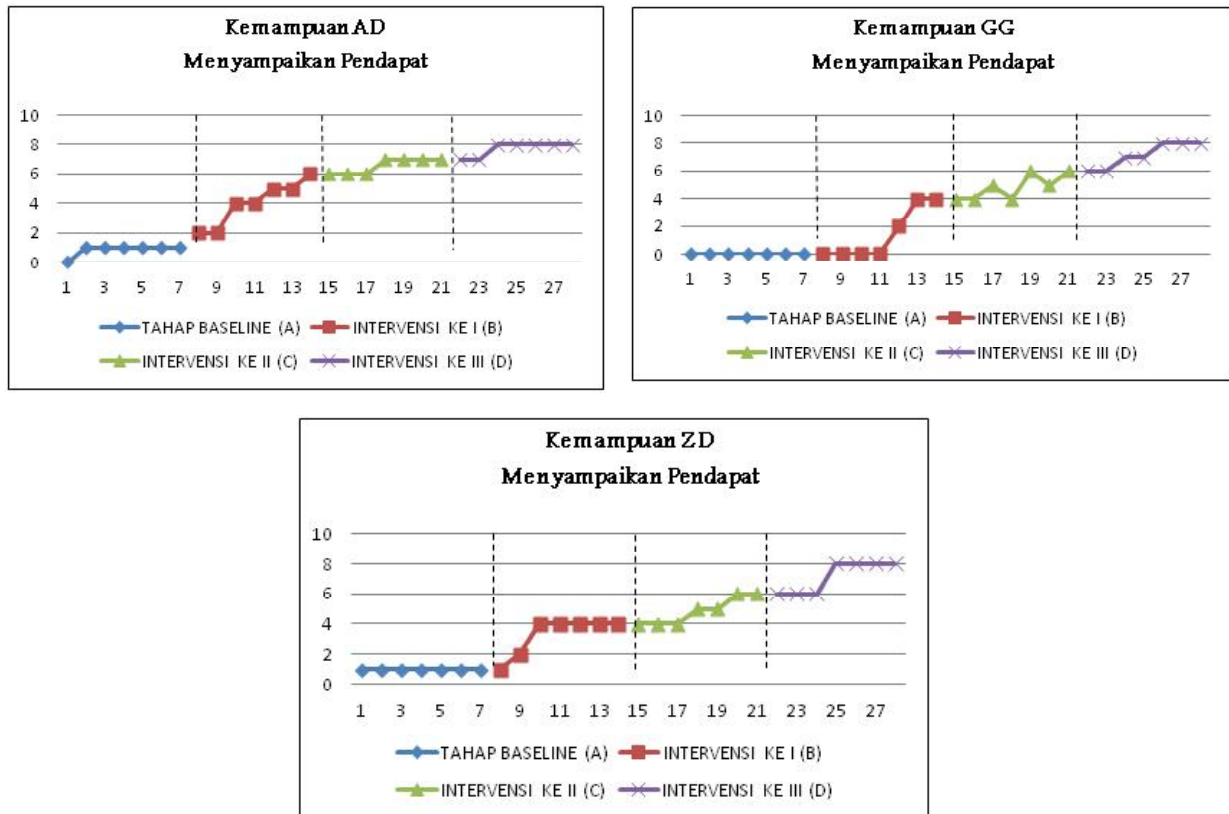 Kemampuan AD
Menyampaikan Pendapat
10
8
6
4
2
0
1 3 5 7 9 11 13 15 17 19 21 23 25 27
TAHAP BASELINE (A) INTERVENSI KE I (B)
INTERVENSI KE II (C) INTERVENSI KE III (D)
Kemampuan GG
Menyampaikan Pendapat
10
8
6
4
2
0
1 3 5 7 9 11 13 15 17 19 21 23 25 27
TAHAP BASELINE (A) INTERVENSI KE I (B)
INTERVENSI KE II (C) INTERVENSI KE III (D)
Kemampuan ZD
Menyampaikan Pendapat
10
8
6
4
2
0
1 3 5 7 9 11 13 15 17 19 21 23 25 27
TAHAP BASELINE (A) INTERVENSI KE I (B)
INTERVENSI KE II (C) INTERVENSI KE III (D)